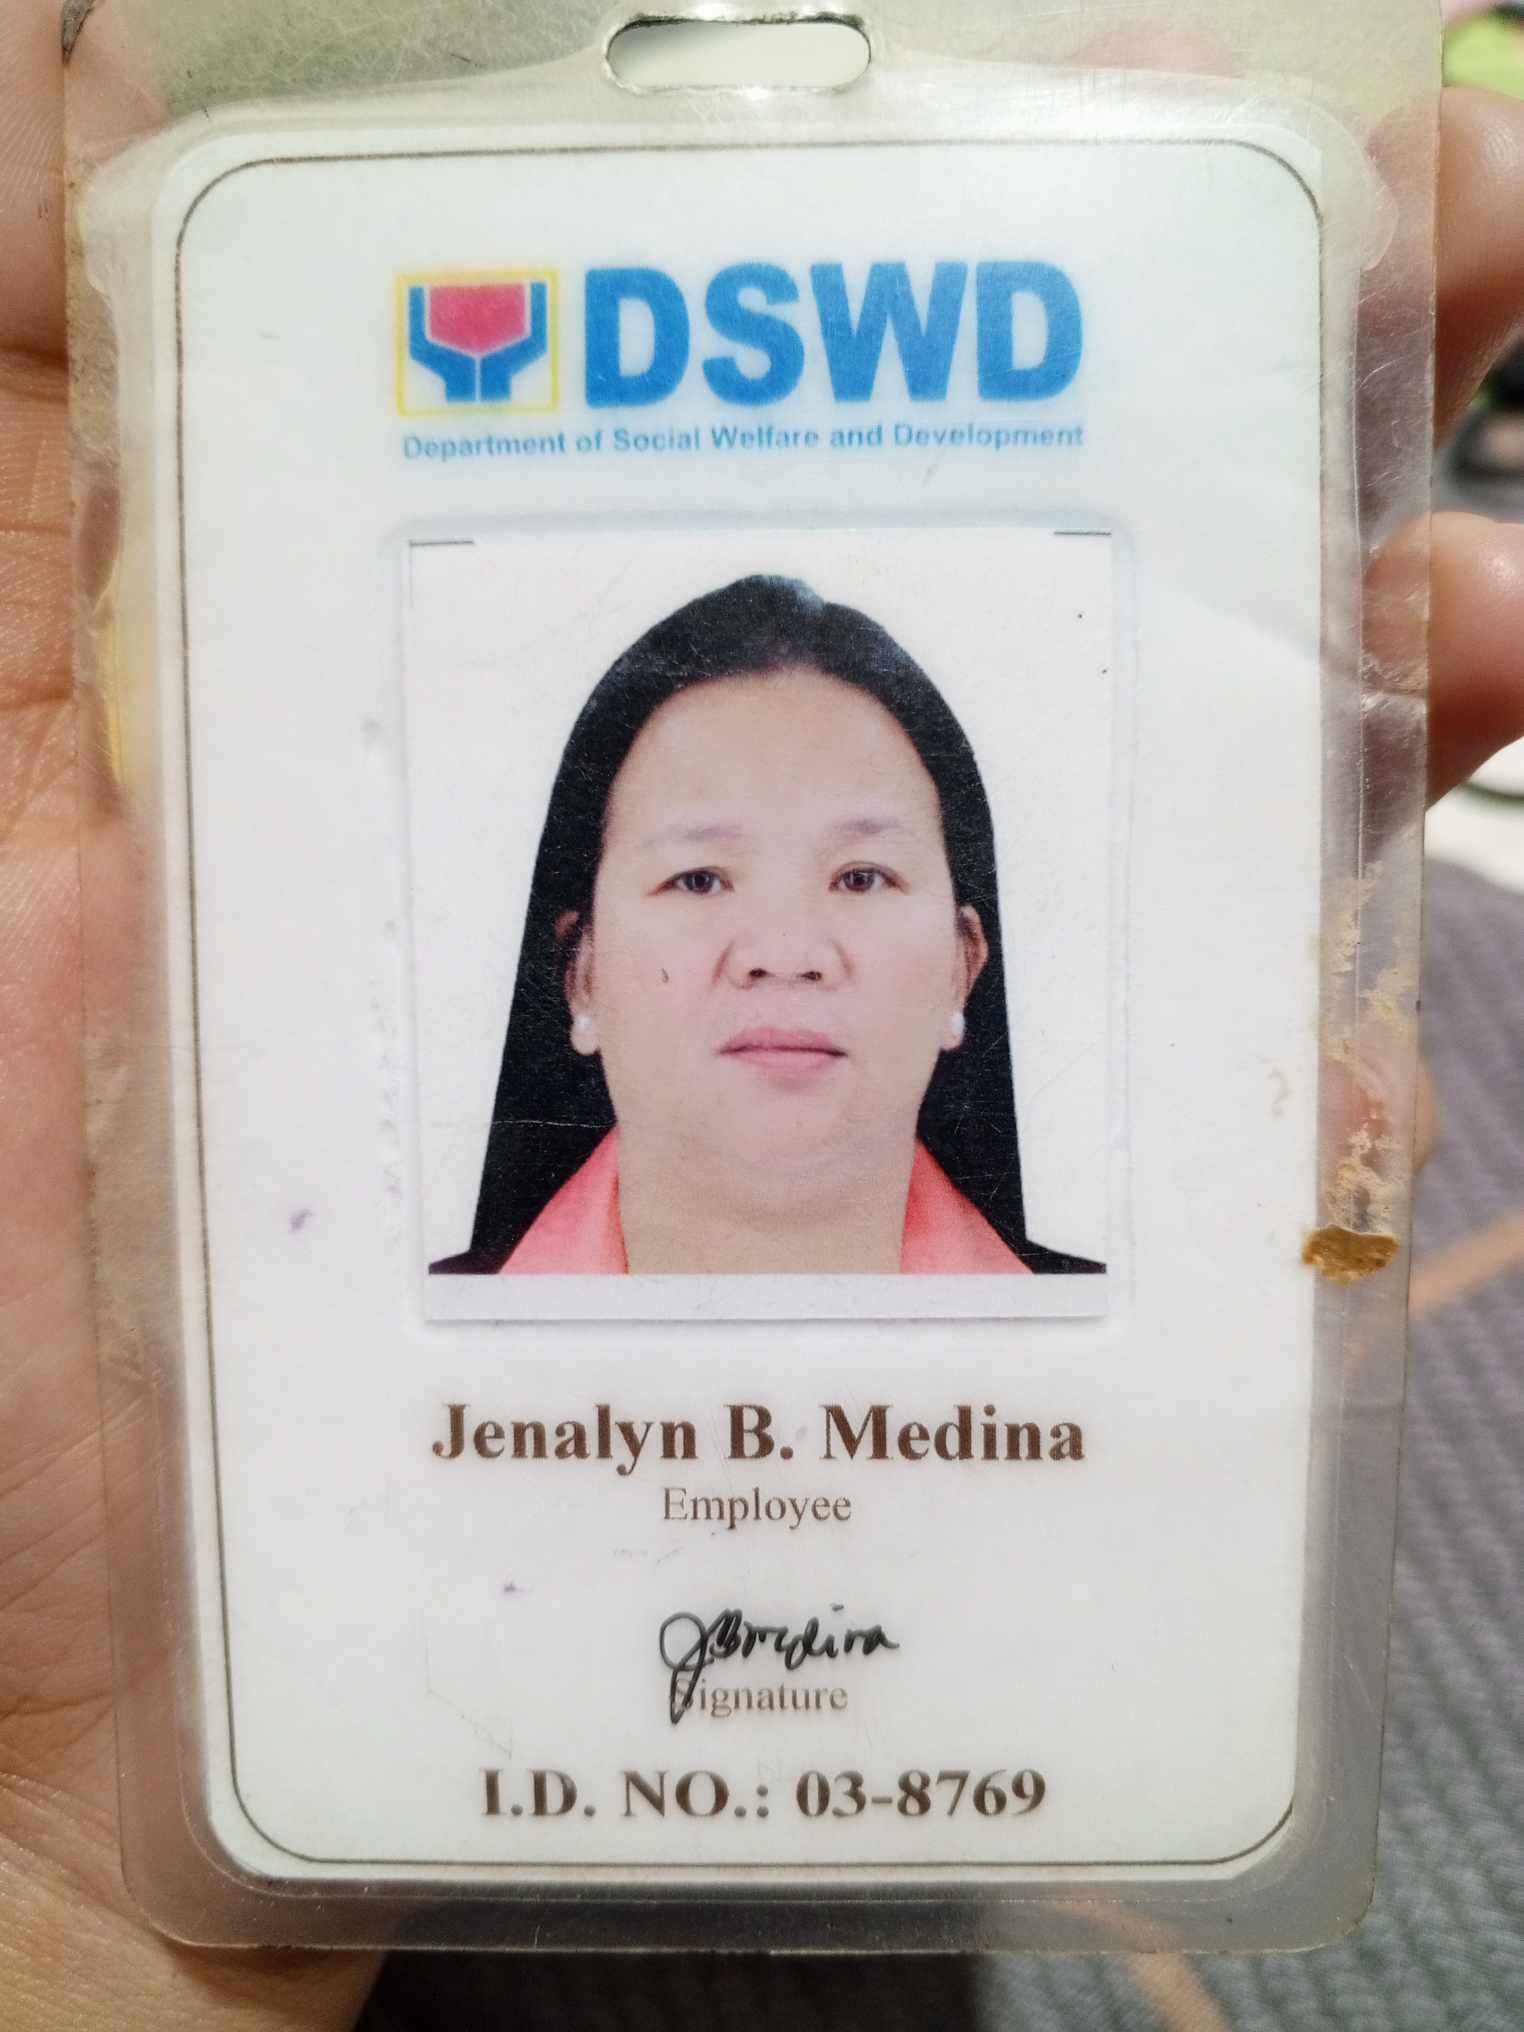 DSWD
Department of Social Welfare and Development
Jenalyn B. Medina
Employee
JBmedina
Signature
I.D. NO.: 03-8769